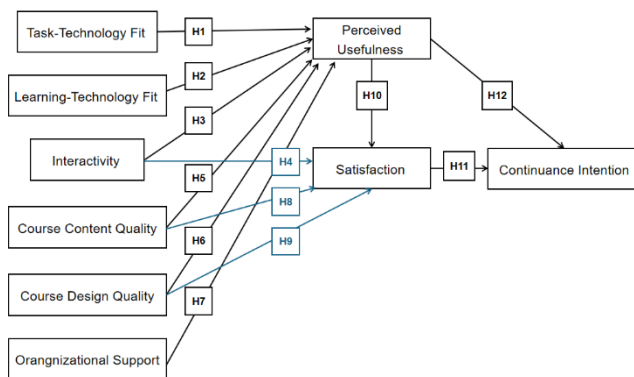 Task-Technology Fit
H1
Perceived
Usefulness
H2
Learning-Technology Fit
H3
H10
H12
Interactivity
H4
Satisfaction
H11
Continuance Intention
H5
H8
Course Content Quality
H6
H9
Course Design Quality
H7
Orangnizational Support